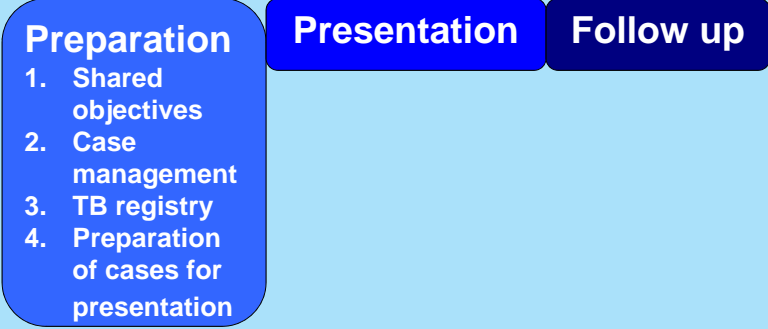 Preparation
1. Shared
objectives
2. Case
management
3. TB registry
4. Preparation
of cases for
presentation
Presentation
Follow up